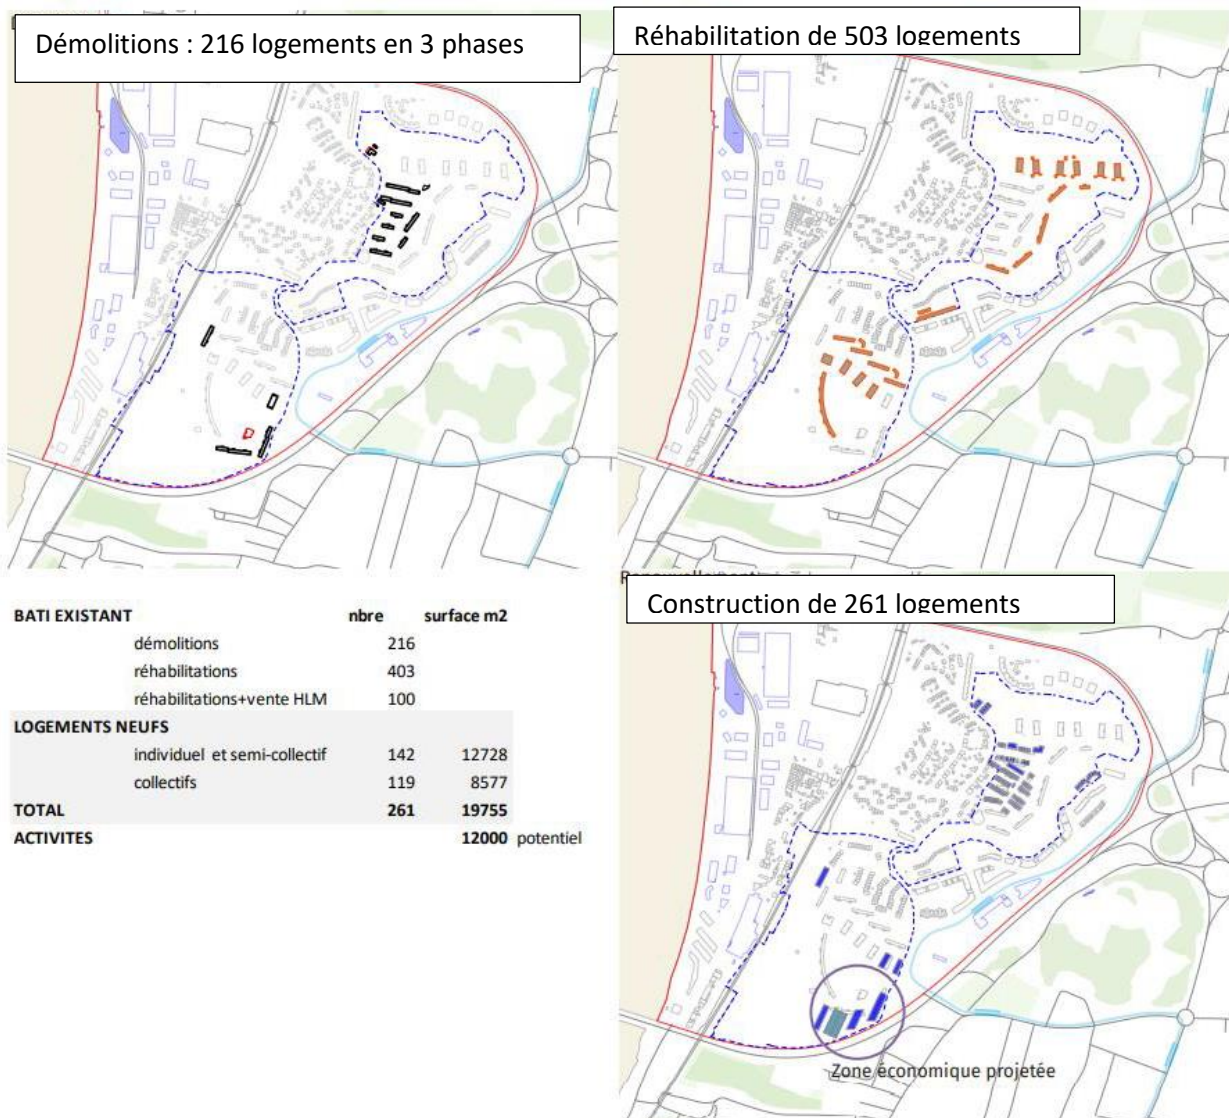 Démolitions : 216 logements en 3 phases
Réhabilitation de 503 logements
BATI EXISTANT nbre surface m2
démolitions 216
réhabilitations 403
réhabilitations+vente HLM 100
LOGEMENTS NEUFS
individuel et semi-collectif 142 12728
collectifs 119 8577
TOTAL 261 19755
ACTIVITES 12000 potentiel
Construction de 261 logements
Zone économique projetée